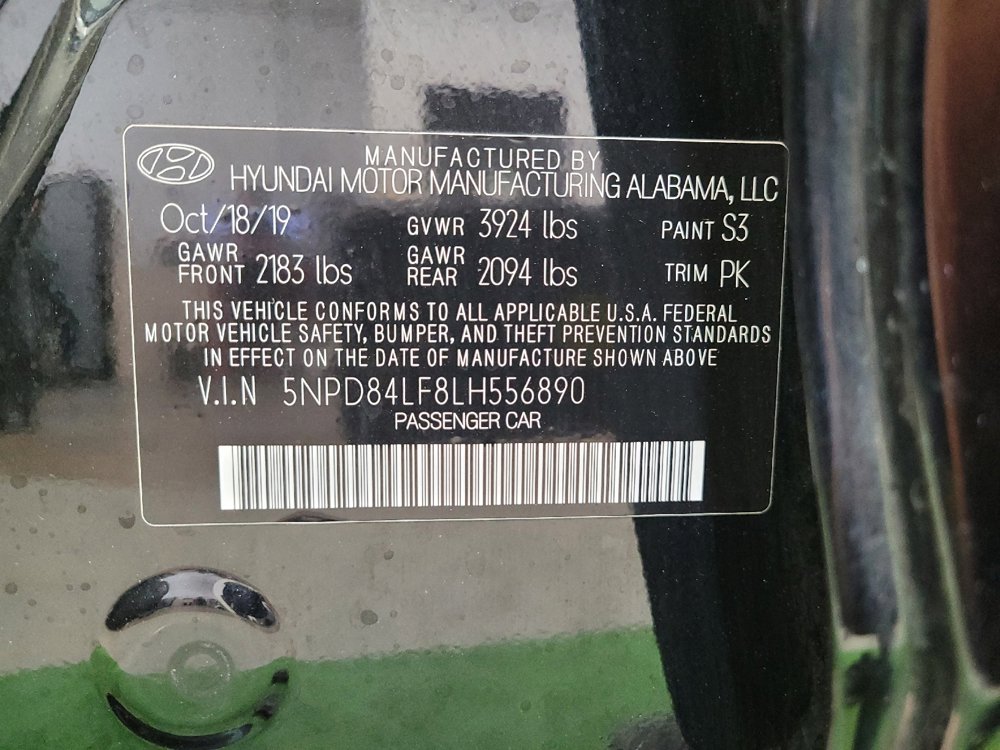 MANUFACTURED BY
HYUNDAI MOTOR MANUFACTURING ALABAMA, LLC
Oct/18/19 GVWR 3924 lbs PAINT S3
GAWR FRONT 2183 lbs GAWR REAR 2094 lbs TRIM PK
THIS VEHICLE CONFORMS TO ALL APPLICABLE U.S.A. FEDERAL
MOTOR VEHICLE SAFETY, BUMPER, AND THEFT PREVENTION STANDARDS
IN EFFECT ON THE DATE OF MANUFACTURE SHOWN ABOVE
V.I.N 5NPD84LF8LH556890
PASSENGER CAR